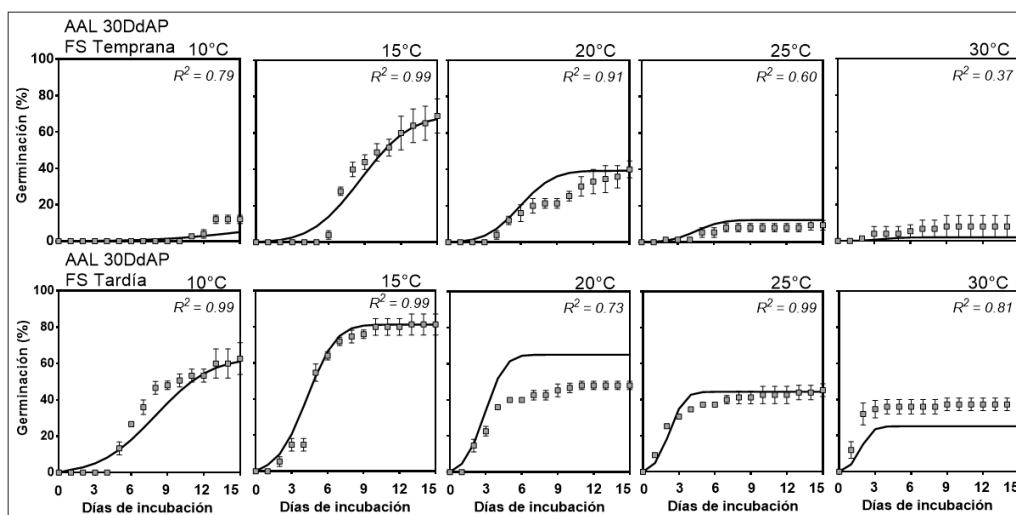 AAL 30DdAP
FS Temprana
10°C
15°C
20°C
25°C
30°C
R² = 0.79
R² = 0.99
R² = 0.91
R² = 0.60
R² = 0.37
Germinación (%)
100
80
60
40
20
0
AAL 30DdAP
FS Tardía
10°C
15°C
20°C
25°C
30°C
R² = 0.99
R² = 0.99
R² = 0.73
R² = 0.99
R² = 0.81
Germinación (%)
100
80
60
40
20
0
0 3 6 9 12 15 0 3 6 9 12 15 0 3 6 9 12 15 0 3 6 9 12 15 0 3 6 9 12 15
Días de incubación Días de incubación Días de incubación Días de incubación Días de incubación